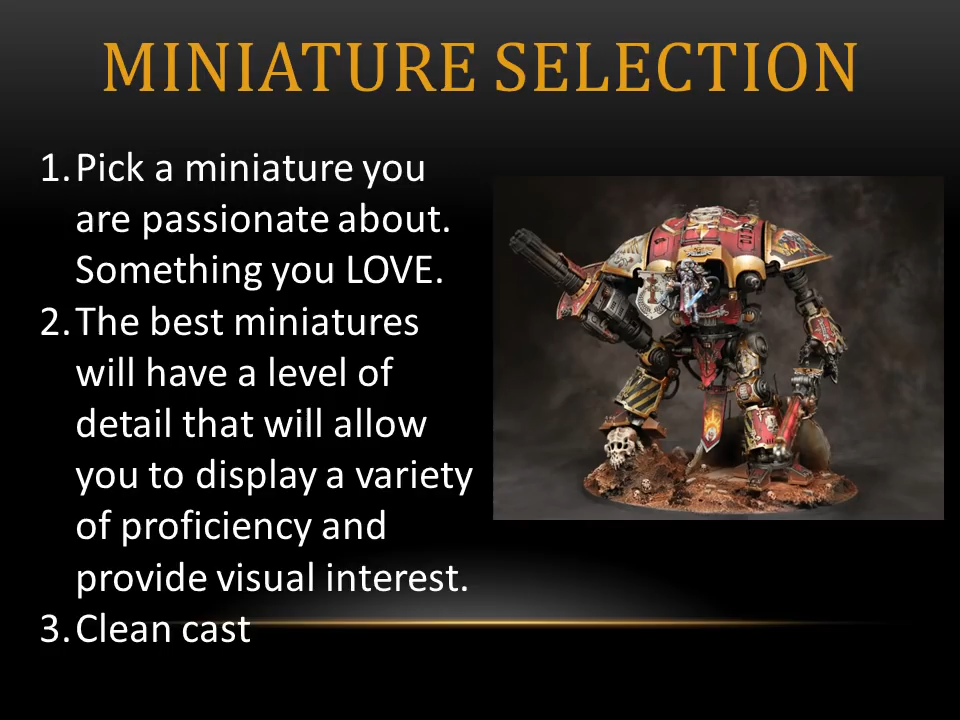 MINIATURE SELECTION
1. Pick a miniature you
are passionate about.
Something you LOVE.
2. The best miniatures
will have a level of
detail that will allow
you to display a variety
of proficiency and
provide visual interest.
3. Clean cast